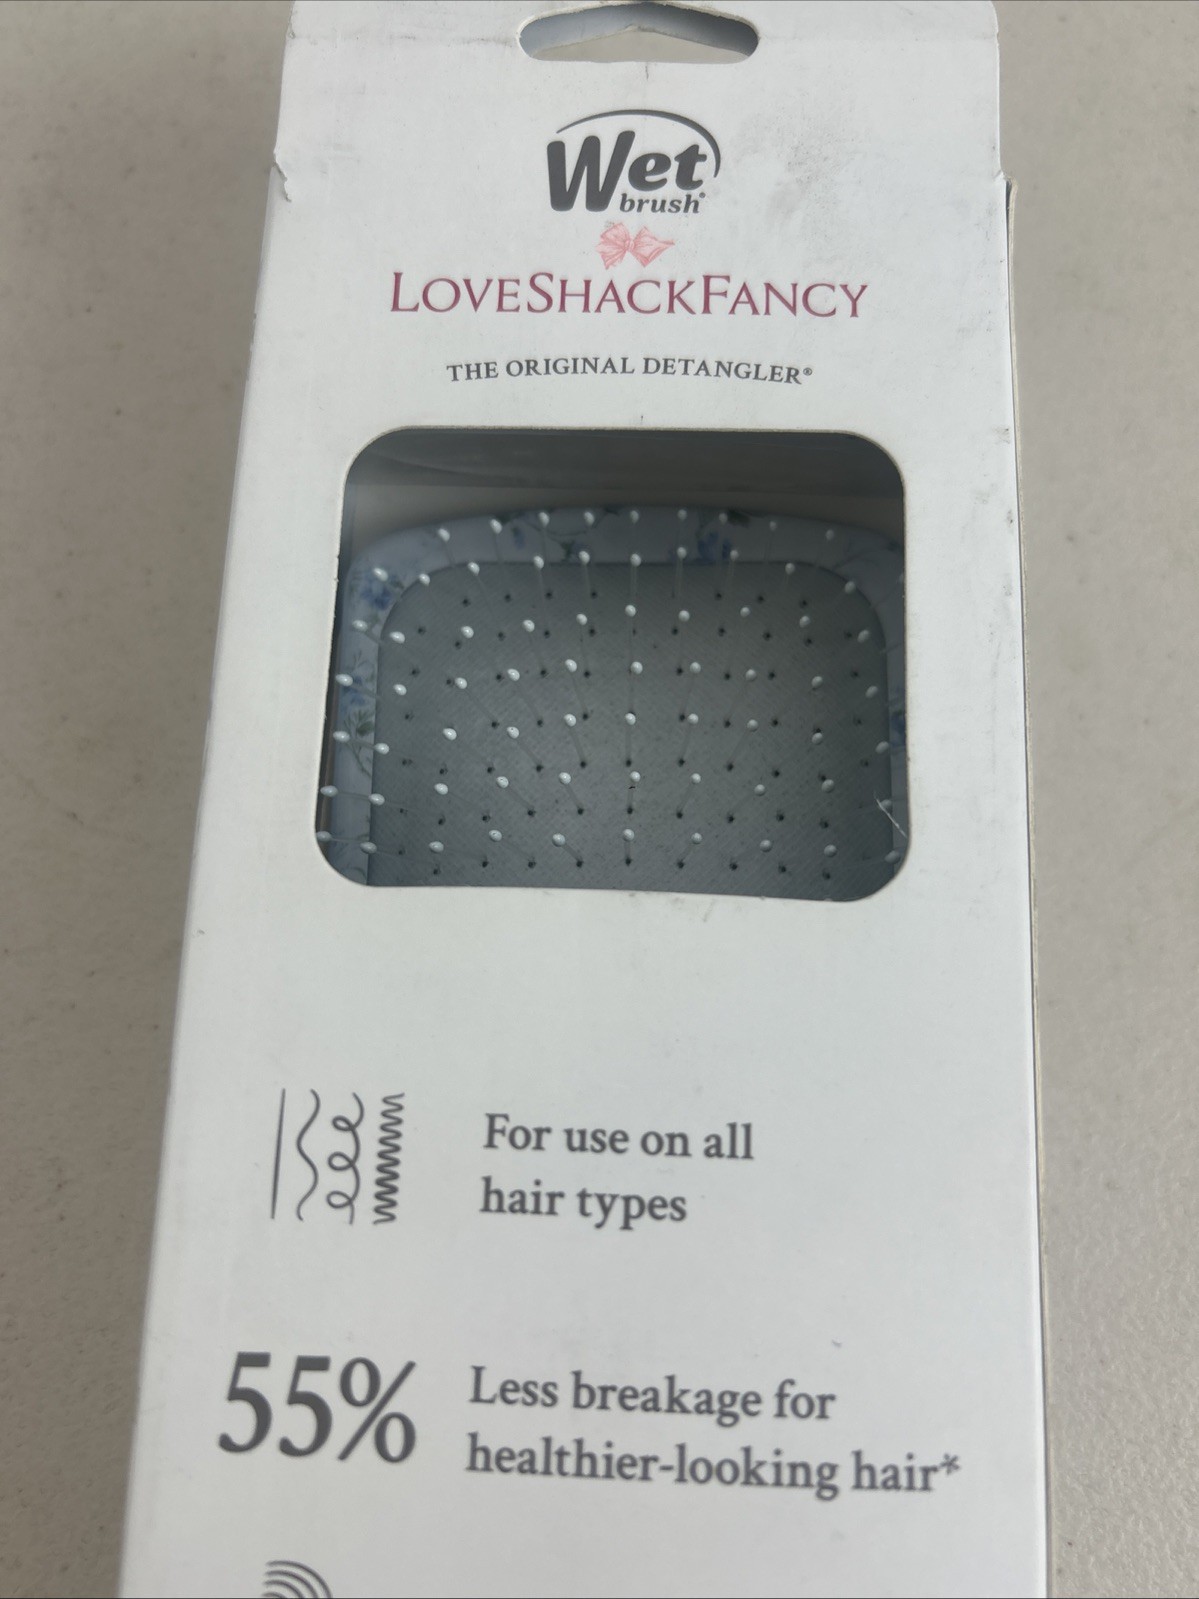 Wet
brush®
LOVESHACKFANCY
THE ORIGINAL DETANGLER®
For use on all
hair types
55%
Less breakage for
healthier-looking hair*